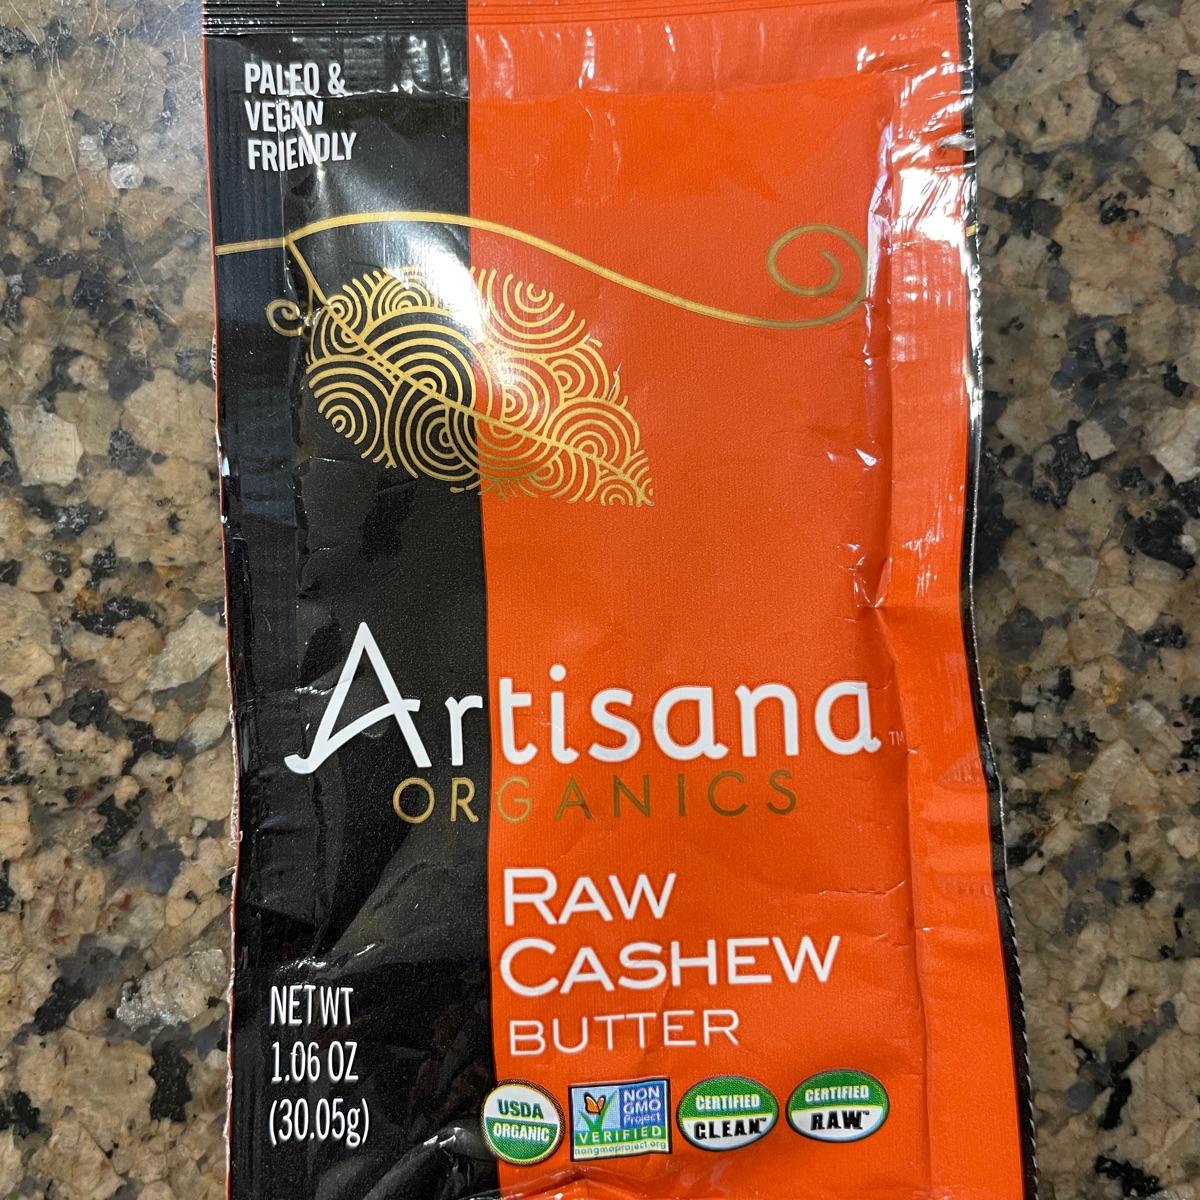 PALEO &
VEGAN
FRIENDLY
Artisana™
ORGANICS
RAW
CASHEW
BUTTER
NET WT
1.06 OZ
(30.05g)
USDA
ORGANIC
NON
GMO
Project
VERIFIED
nongmoproject.org
CERTIFIED
CLEAN™
CERTIFIED
RAW™